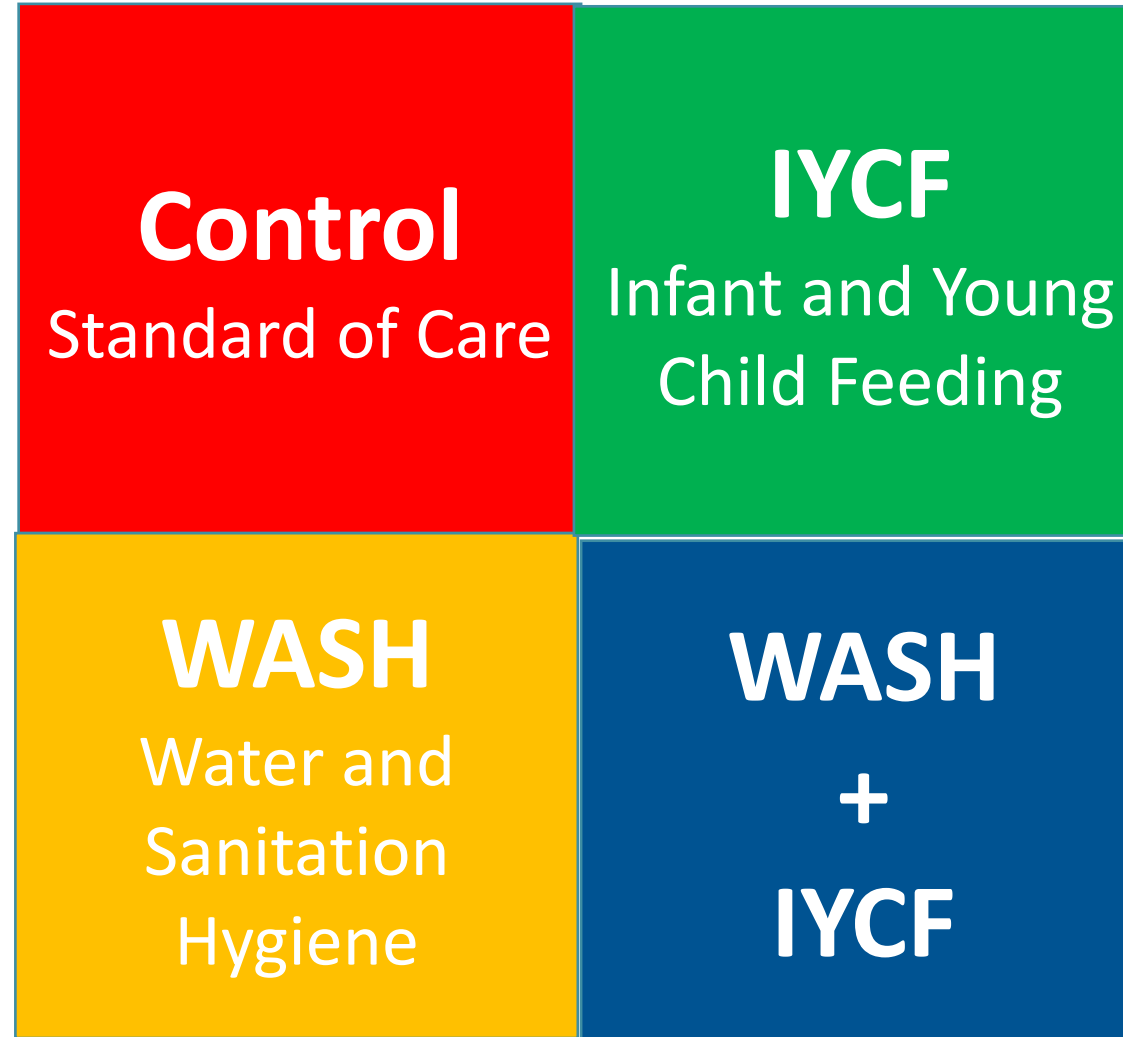 Control
Standard of Care
IYCF
Infant and Young
Child Feeding
WASH
Water and
Sanitation
Hygiene
WASH
+
IYCF